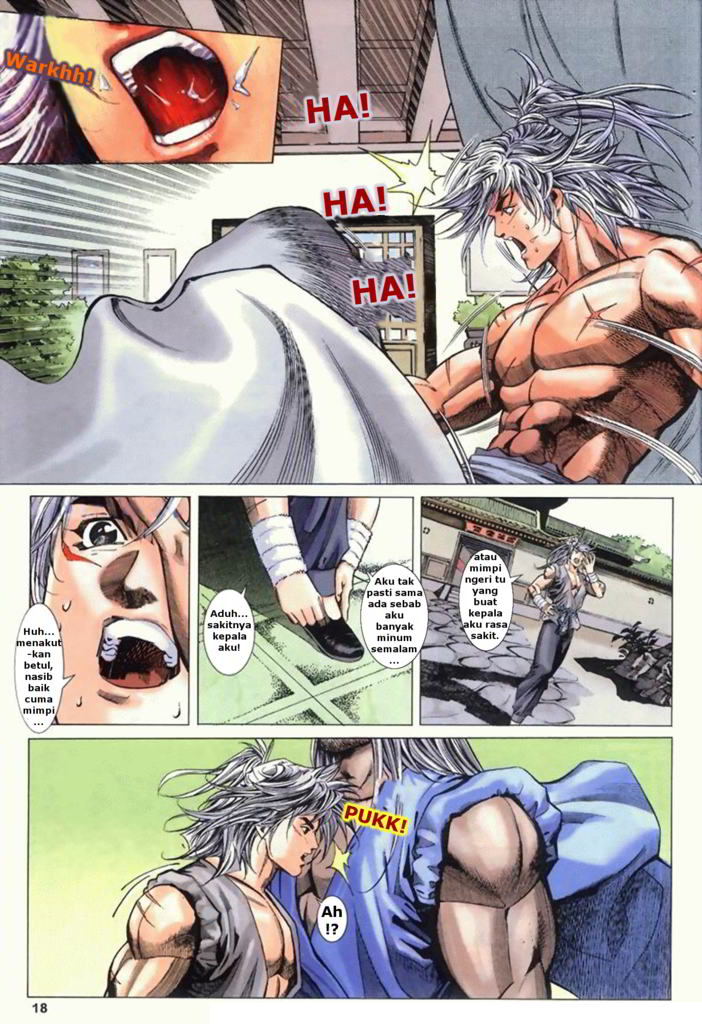 Warkhh!
HA!
HA!
HA!
Huh...
menakut
-kan
betul,
nasib
baik
cuma
mimpi
...
Aduh...
sakitnya
kepala
aku!
Aku tak
pasti sama
ada sebab
aku
banyak
minum
semalam
...
atau
mimpi
ngeri tu
yang
buat
kepala
aku rasa
sakit.
PUKK!
Ah
!?
18